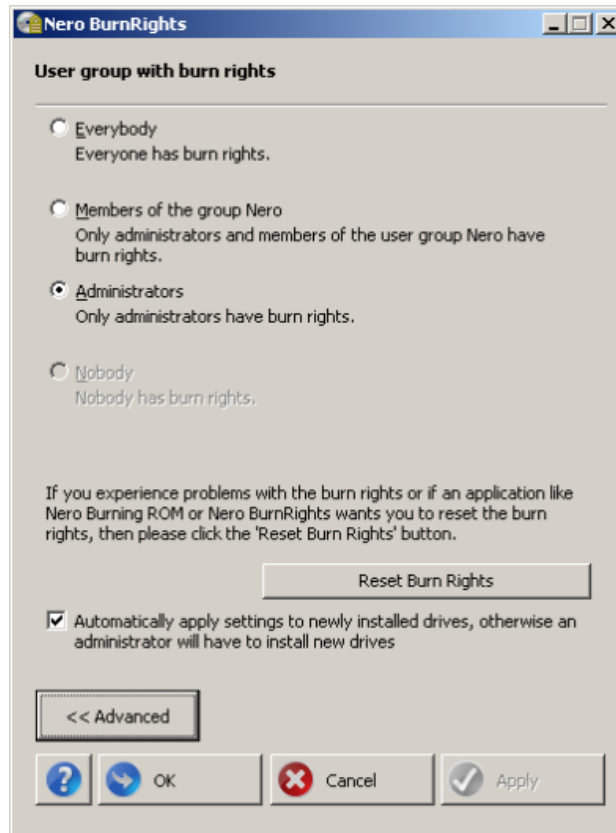 Nero BurnRights
User group with burn rights
Everybody
Everyone has burn rights.
Members of the group Nero
Only administrators and members of the user group Nero have
burn rights.
Administrators
Only administrators have burn rights.
Nobody
Nobody has burn rights.
If you experience problems with the burn rights or if an application like
Nero Burning ROM or Nero BurnRights wants you to reset the burn
rights, then please click the 'Reset Burn Rights' button.
Reset Burn Rights
Automatically apply settings to newly installed drives, otherwise an
administrator will have to install new drives
<< Advanced
? OK Cancel Apply